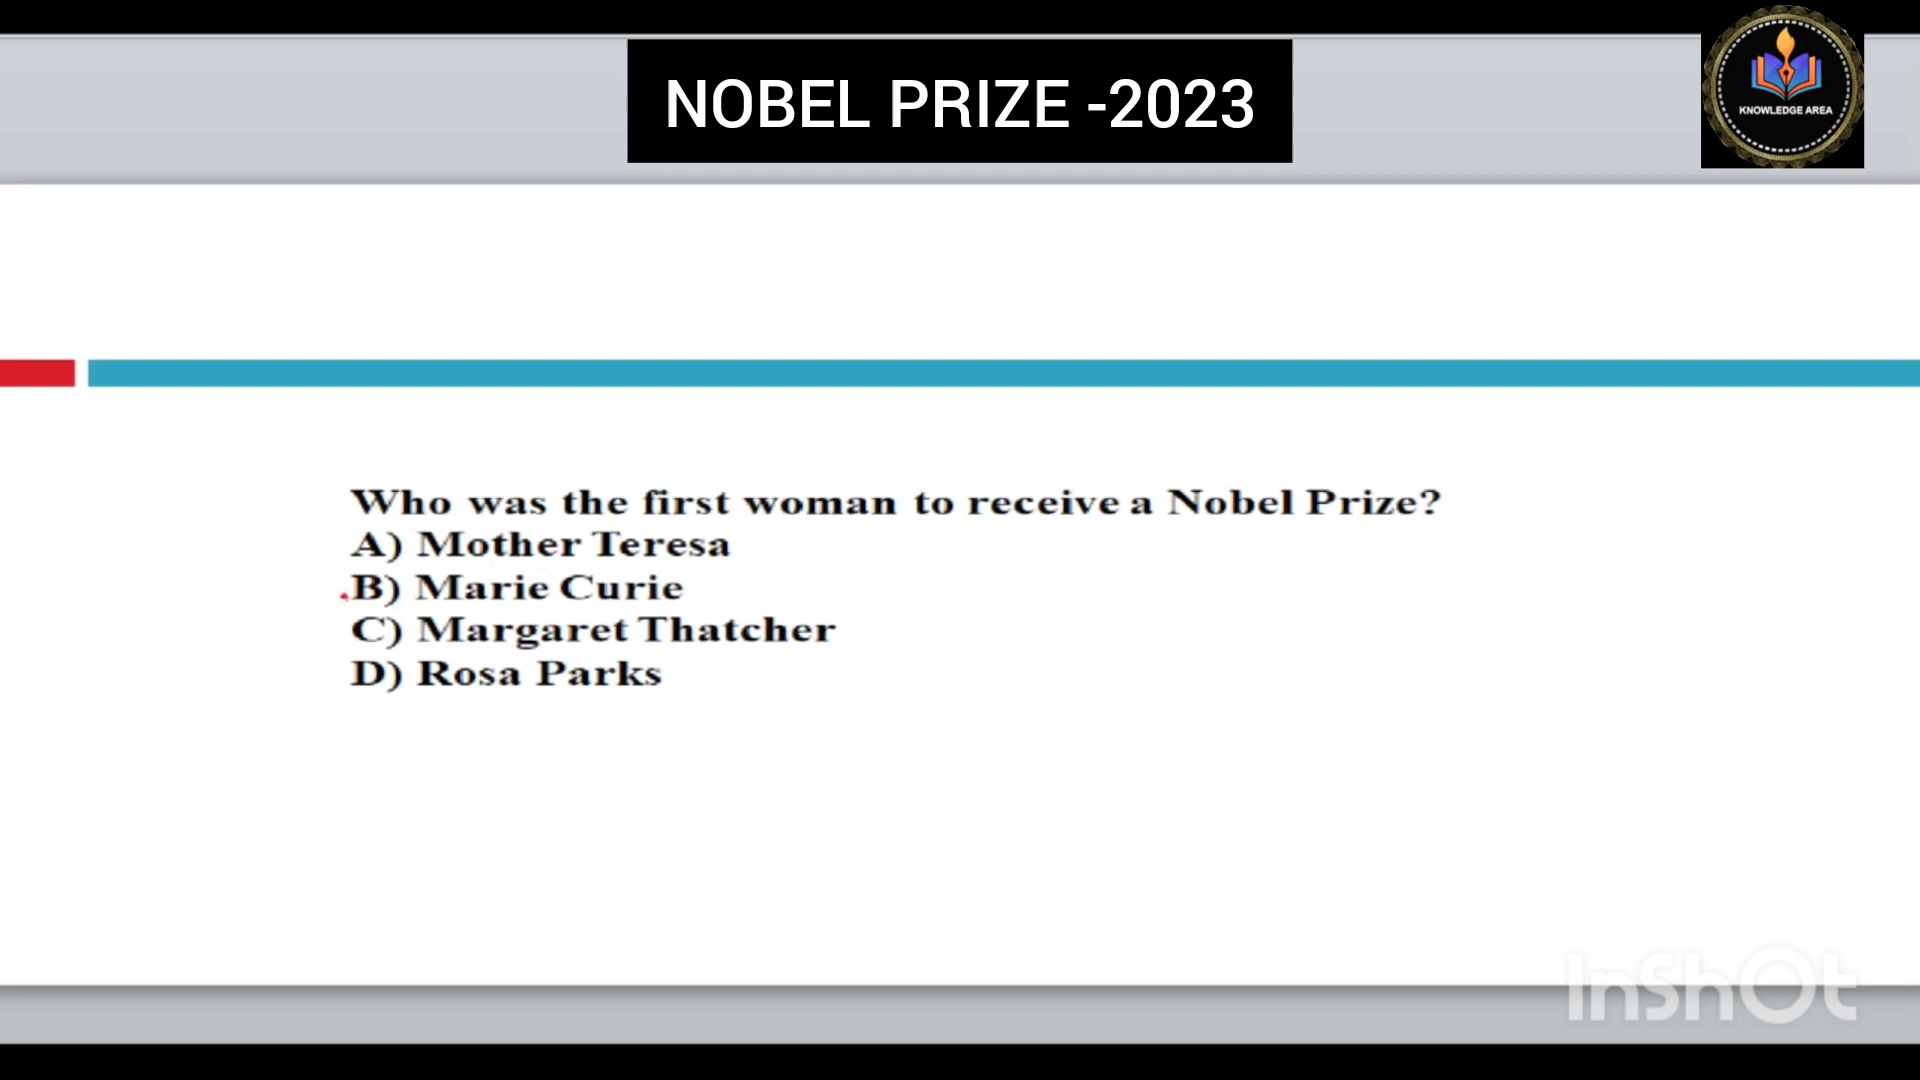 NOBEL PRIZE -2023
KNOWLEDGE AREA
Who was the first woman to receive a Nobel Prize?
A) Mother Teresa
B) Marie Curie
C) Margaret Thatcher
D) Rosa Parks
InShOt